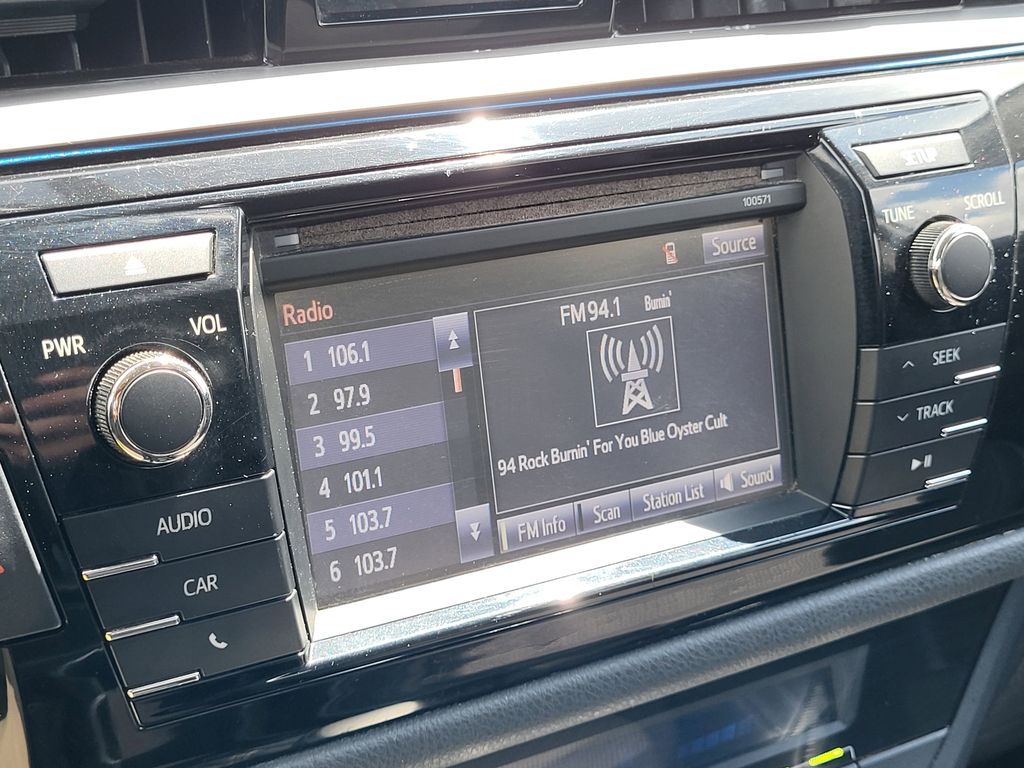 SETUP
TUNE
SCROLL
100571
Source
VOL
PWR
Radio
FM 94.1 Burnin'
1 106.1
2 97.9
3 99.5
4 101.1
5 103.7
6 103.7
94 Rock Burnin' For You Blue Oyster Cult
FM Info
Scan
Station List
Sound
SEEK
TRACK
AUDIO
CAR